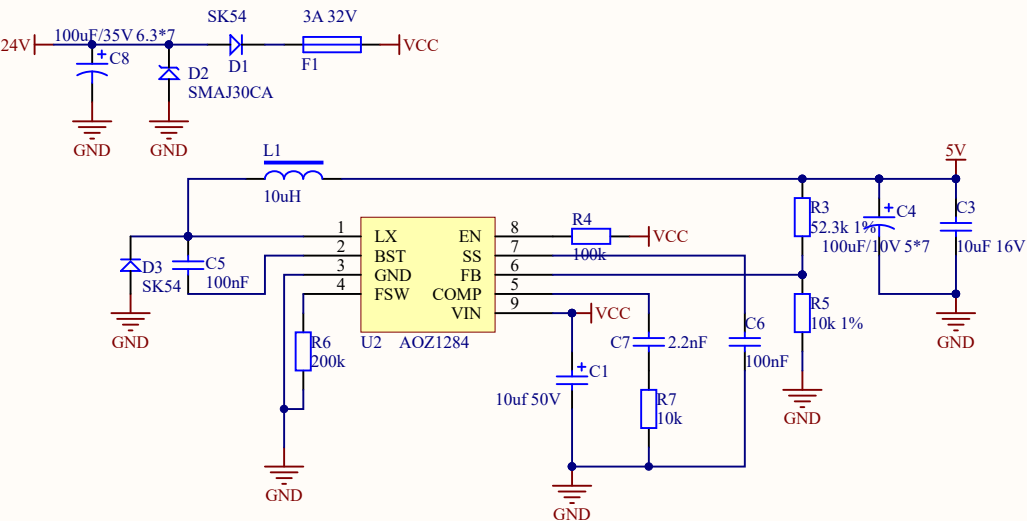 SK54
3A 32V
24V
100uF/35V 6.3*7
VCC
C8
D1
F1
D2
SMAJ30CA
GND
GND
L1
5V
10uH
1
LX
EN
8
R4
VCC
R3
C4
C3
2
BST
SS
7
100k
52.3k 1%
100uF/10V 5*7
10uF 16V
D3
C5
3
GND
FB
6
SK54
100nF
4
FSW
COMP
5
VIN
9
VCC
R5
10k 1%
GND
C6
GND
R6
U2
AOZ1284
C7
2.2nF
200k
100nF
C1
10uf 50V
R7
10k
GND
GND
GND